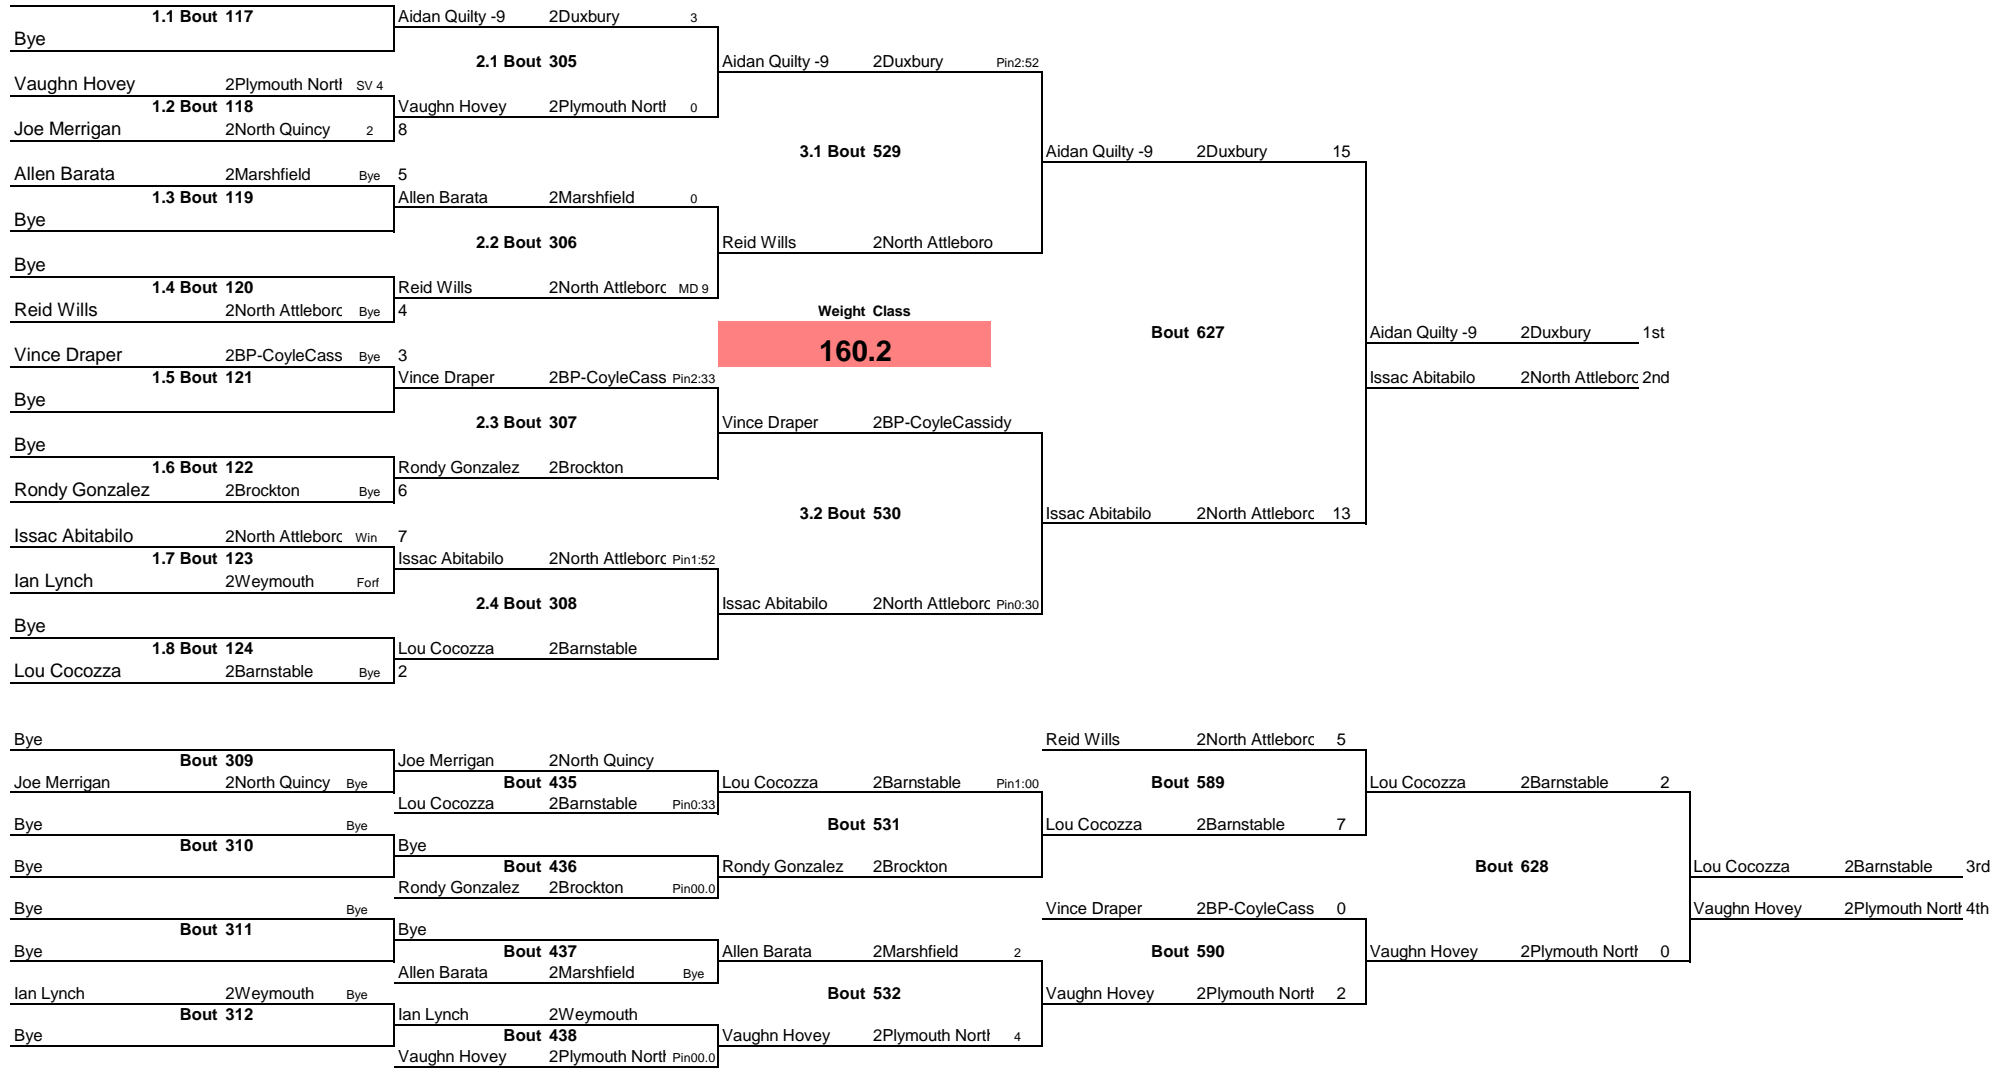 1.1 Bout 117 Aidan Quilty -9 2Duxbury 3
Bye
2.1 Bout 305 Aidan Quilty -9 2Duxbury Pin2:52
Vaughn Hovey 2Plymouth North SV 4
1.2 Bout 118 Vaughn Hovey 2Plymouth North 0
Joe Merrigan 2North Quincy 2 8
3.1 Bout 529 Aidan Quilty -9 2Duxbury 15
Allen Barata 2Marshfield Bye 5
1.3 Bout 119 Allen Barata 2Marshfield 0
Bye
2.2 Bout 306 Reid Wills 2North Attleboro
Bye
1.4 Bout 120 Reid Wills 2North Attleboro MD 9
Reid Wills 2North Attleboro Bye 4 Weight Class
Bout 627 Aidan Quilty -9 2Duxbury 1st
Vince Draper 2BP-CoyleCass Bye 3 160.2
1.5 Bout 121 Vince Draper 2BP-CoyleCass Pin2:33 Issac Abitabilo 2North Attleboro 2nd
Bye
2.3 Bout 307 Vince Draper 2BP-CoyleCassidy
Bye
1.6 Bout 122 Rondy Gonzalez 2Brockton
Rondy Gonzalez 2Brockton Bye 6
3.2 Bout 530 Issac Abitabilo 2North Attleboro 13
Issac Abitabilo 2North Attleboro Win 7
1.7 Bout 123 Issac Abitabilo 2North Attleboro Pin1:52
Ian Lynch 2Weymouth Forf
2.4 Bout 308 Issac Abitabilo 2North Attleboro Pin0:30
Bye
1.8 Bout 124 Lou Cocozza 2Barnstable
Lou Cocozza 2Barnstable Bye 2
Bye Reid Wills 2North Attleboro 5
Bout 309 Joe Merrigan 2North Quincy
Joe Merrigan 2North Quincy Bye Bout 435 Lou Cocozza 2Barnstable Pin1:00 Bout 589 Lou Cocozza 2Barnstable 2
Lou Cocozza 2Barnstable Pin0:33
Bye Bye Bout 531 Lou Cocozza 2Barnstable 7
Bout 310 Bye
Bye Bout 436 Rondy Gonzalez 2Brockton Bout 628 Lou Cocozza 2Barnstable 3rd
Rondy Gonzalez 2Brockton Pin00.0
Bye Bye Vince Draper 2BP-CoyleCass 0 Vaughn Hovey 2Plymouth North 4th
Bout 311 Bye
Bye Bout 437 Allen Barata 2Marshfield 2 Bout 590 Vaughn Hovey 2Plymouth North 0
Allen Barata 2Marshfield Bye
Ian Lynch 2Weymouth Bye Bout 532 Vaughn Hovey 2Plymouth North 2
Bout 312 Ian Lynch 2Weymouth
Bye Bout 438 Vaughn Hovey 2Plymouth North 4
Vaughn Hovey 2Plymouth North Pin00.0